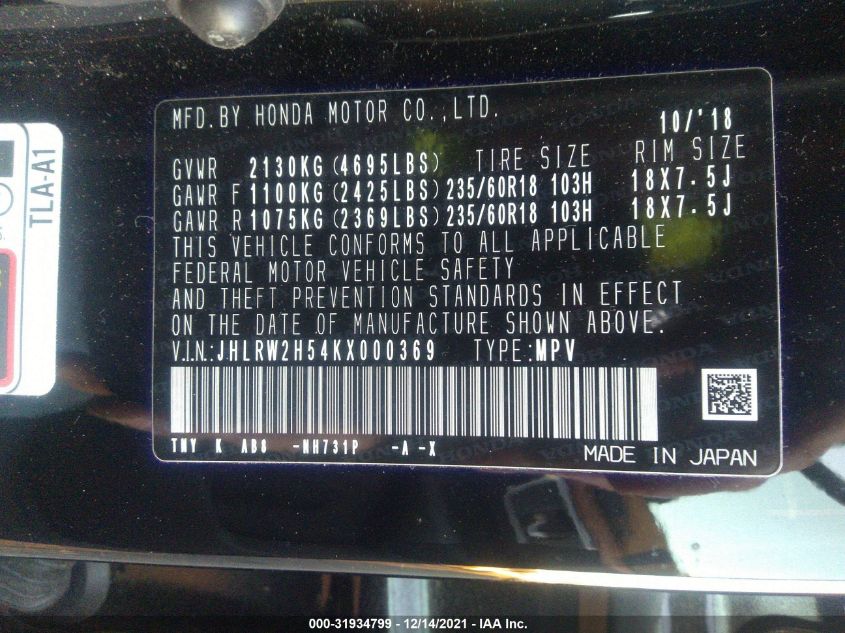 MFD.BY HONDA MOTOR CO.,LTD.
10/'18
GVWR 2130KG(4695LBS) TIRE SIZE RIM SIZE
GAWR F 1100KG(2425LBS) 235/60R18 103H 18X7.5J
GAWR R 1075KG(2369LBS) 235/60R18 103H 18X7.5J
THIS VEHICLE CONFORMS TO ALL APPLICABLE
FEDERAL MOTOR VEHICLE SAFETY
AND THEFT PREVENTION STANDARDS IN EFFECT
ON THE DATE OF MANUFACTURE SHOWN ABOVE.
V.I.N.:JHLRW2H54KX000369 TYPE:MPV
TNY K AB8 -NH731P -A -X
MADE IN JAPAN
TLA-A1
000-31934799 - 12/14/2021 - IAA Inc.